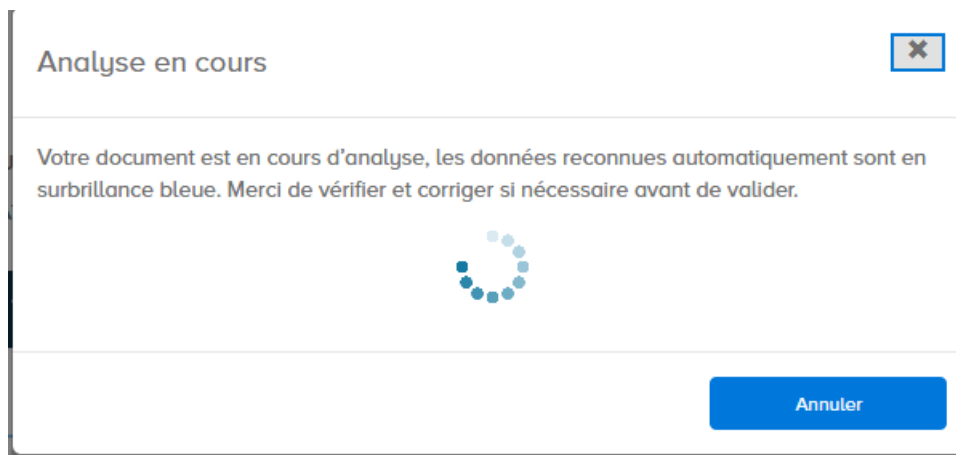 Analyse en cours
Votre document est en cours d'analyse, les données reconnues automatiquement sont en
surbrillance bleue. Merci de vérifier et corriger si nécessaire avant de valider.
Annuler